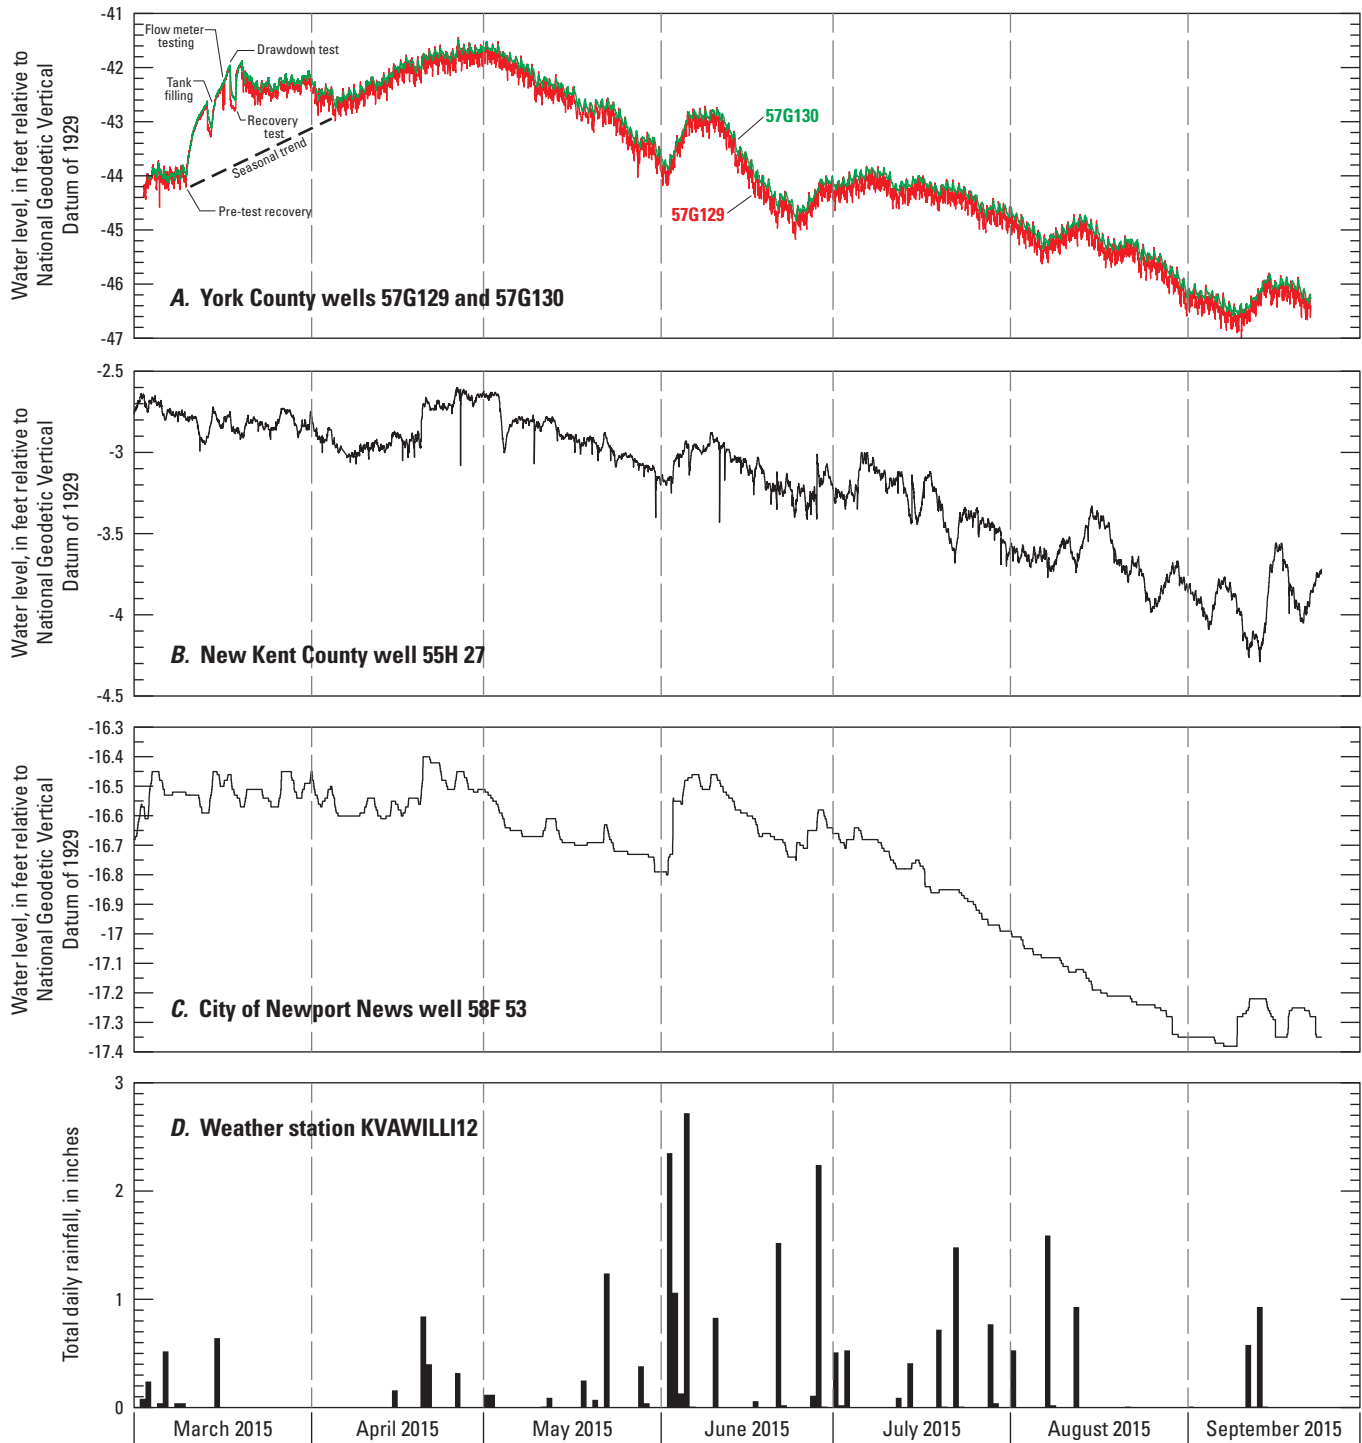 Water level, in feet relative to
National Geodetic Vertical
Datum of 1929
-41
-42
-43
-44
-45
-46
-47
Flow meter
testing
Drawdown test
Tank
filling
Recovery
test
Seasonal trend
Pre-test recovery
57G130
57G129
A. York County wells 57G129 and 57G130
Water level, in feet relative to
National Geodetic Vertical
Datum of 1929
-2.5
-3
-3.5
-4
-4.5
B. New Kent County well 55H 27
Water level, in feet relative to
National Geodetic Vertical
Datum of 1929
-16.3
-16.4
-16.5
-16.6
-16.7
-16.8
-16.9
-17
-17.1
-17.2
-17.3
-17.4
C. City of Newport News well 58F 53
Total daily rainfall, in inches
3
2
1
0
D. Weather station KVAWILLI12
March 2015
April 2015
May 2015
June 2015
July 2015
August 2015
September 2015